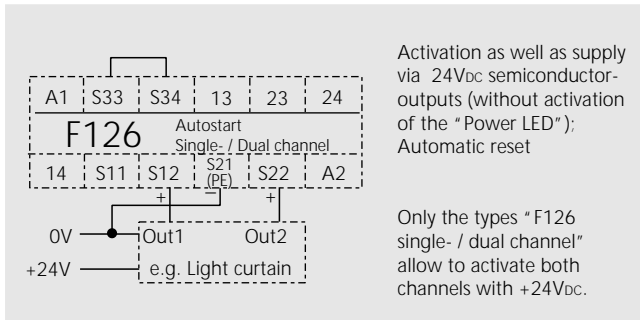 A1 S33 S34 13 23 24
F126 Autostart
Single- / Dual channel
14 S11 S12 S21 (PE) S22 A2
+ – +
0V Out1 Out2
+24V e.g. Light curtain
Activation as well as supply
via 24VDC semiconductor-
outputs (without activation
of the "Power LED");
Automatic reset
Only the types "F126
single- / dual channel"
allow to activate both
channels with +24VDC.